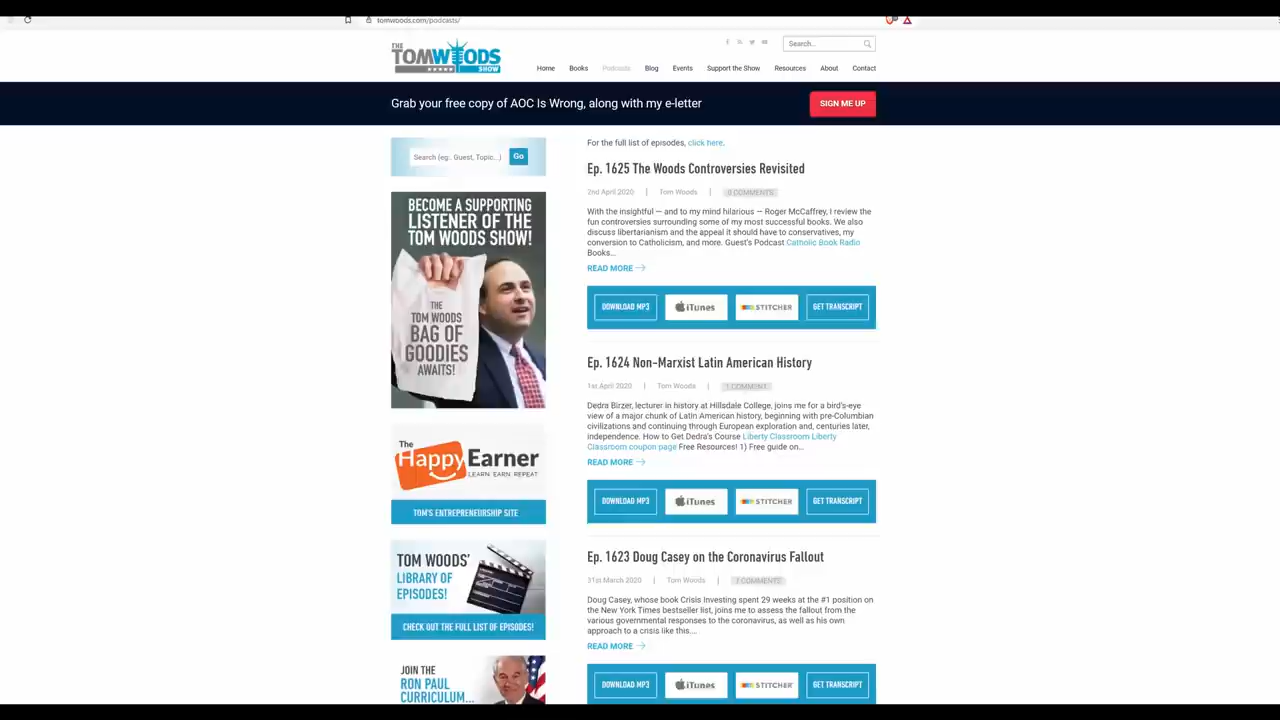 tomwoods.com/podcasts/
THE
TOM WOODS
SHOW
Search...
Home Books Podcasts Blog Events Support the Show Resources About Contact
Grab your free copy of AOC Is Wrong, along with my e-letter
SIGN ME UP
Search (eg.. Guest, Topic...)
Go
BECOME A SUPPORTING
LISTENER OF THE
TOM WOODS SHOW!
THE
TOM WOODS
BAG OF
GOODIES
AWAITS!
The
HappyEarner
LEARN. EARN. REPEAT
TOM'S ENTREPRENEURSHIP SITE
TOM WOODS'
LIBRARY OF
EPISODES!
CHECK OUT THE FULL LIST OF EPISODES!
JOIN THE
RON PAUL
CURRICULUM...
For the full list of episodes, click here.
Ep. 1625 The Woods Controversies Revisited
2nd April 2020 | Tom Woods | 0 COMMENTS
With the insightful — and to my mind hilarious — Roger McCaffrey, I review the
fun controversies surrounding some of my most successful books. We also
discuss libertarianism and the appeal it should have to conservatives, my
conversion to Catholicism, and more. Guest's Podcast Catholic Book Radio
Books...
READ MORE
DOWNLOAD MP3 iTunes STITCHER GET TRANSCRIPT
Ep. 1624 Non-Marxist Latin American History
1st April 2020 | Tom Woods | 1 COMMENT
Dedra Birzer, lecturer in history at Hillsdale College, joins me for a bird's-eye
view of a major chunk of Latin American history, beginning with pre-Columbian
civilizations and continuing through European exploration and, centuries later,
independence. How to Get Dedra's Course Liberty Classroom Liberty
Classroom coupon page Free Resources! 1) Free guide on...
READ MORE
DOWNLOAD MP3 iTunes STITCHER GET TRANSCRIPT
Ep. 1623 Doug Casey on the Coronavirus Fallout
31st March 2020 | Tom Woods | COMMENTS
Doug Casey, whose book Crisis Investing spent 29 weeks at the #1 position on
the New York Times bestseller list, joins me to assess the fallout from the
various governmental responses to the coronavirus, as well as his own
approach to a crisis like this....
READ MORE
DOWNLOAD MP3 iTunes STITCHER GET TRANSCRIPT